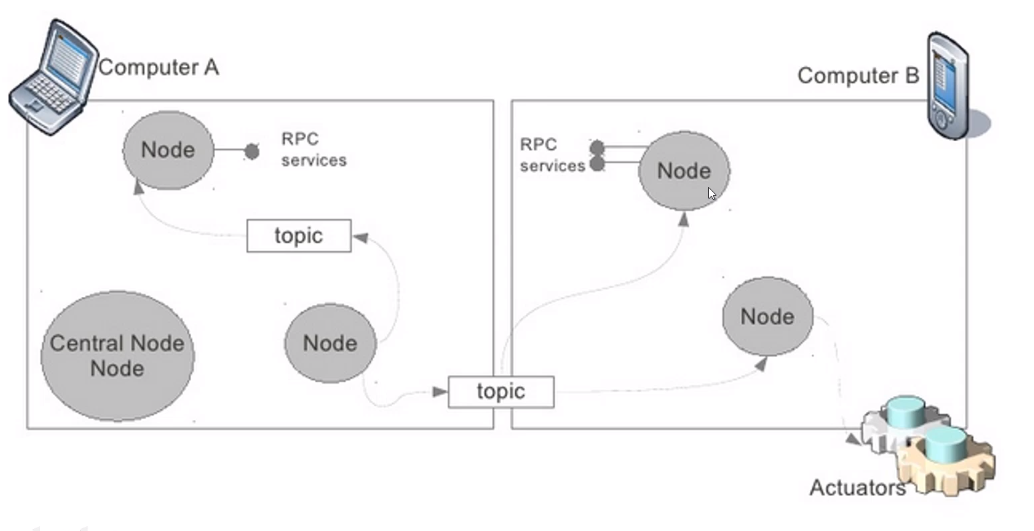 Computer A
Computer B
Node
RPC
services
RPC
services
Node
topic
Central Node
Node
Node
Node
topic
Actuators